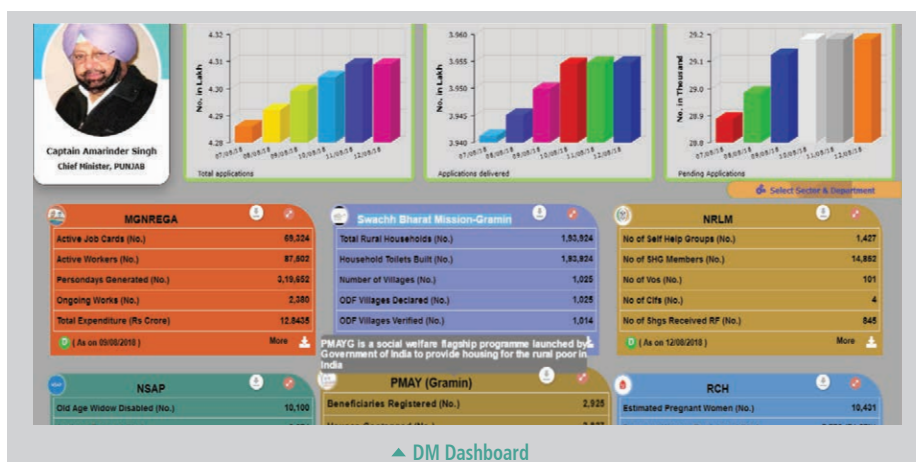 4.32
4.31
4.30
4.29
4.28
No. in Lakh
07/08/18 08/08/18 09/08/18 10/08/18 11/08/18 12/08/18
Total applications
3.960
3.955
3.950
3.945
3.940
No. in Lakh
07/08/18 08/08/18 09/08/18 10/08/18 11/08/18 12/08/18
Applications delivered
29.2
29.1
29.0
28.9
28.8
No. in Thousand
07/08/18 08/08/18 09/08/18 10/08/18 11/08/18 12/08/18
Pending Applications
Captain Amarinder Singh
Chief Minister, PUNJAB
Select Sector & Department
MGNREGA
Active Job Cards (No.) 69,324
Active Workers (No.) 87,502
Persondays Generated (No.) 3,19,652
Ongoing Works (No.) 2,380
Total Expenditure (Rs Crore) 12.8435
D ( As on 09/08/2018 ) More
Swachh Bharat Mission-Gramin
Total Rural Households (No.) 1,93,924
Household Toilets Built (No.) 1,93,924
Number of Villages (No.) 1,025
ODF Villages Declared (No.) 1,025
ODF Villages Verified (No.) 1,014
NRLM
No of Self Help Groups (No.) 1,427
No of SHG Members (No.) 14,862
No of Vos (No.) 101
No of Clfs (No.) 4
No of Shgs Received RF (No.) 845
D ( As on 12/08/2018 ) More
PMAYG is a social welfare flagship programme launched by
Government of India to provide housing for the rural poor in
India
NSAP
Old Age Widow Disabled (No.) 10,100
PMAY (Gramin)
Beneficiaries Registered (No.) 2,925
RCH
Estimated Pregnant Women (No.) 10,431
DM Dashboard